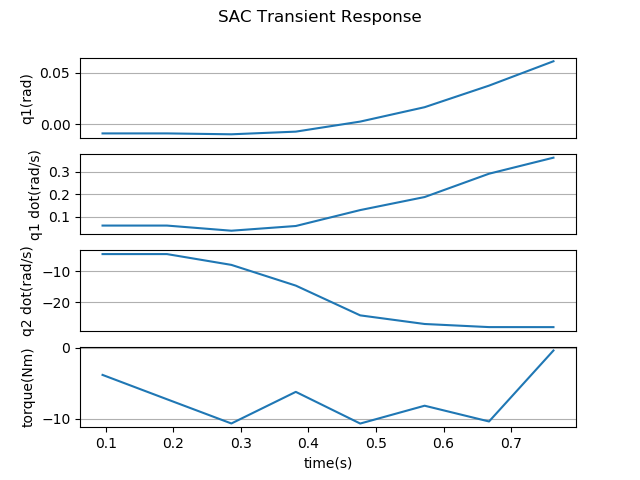 SAC Transient Response
0.05
0.00
q1(rad)
0.3
0.2
0.1
q1 dot(rad/s)
−10
−20
q2 dot(rad/s)
0
−10
torque(Nm)
0.1 0.2 0.3 0.4 0.5 0.6 0.7
time(s)